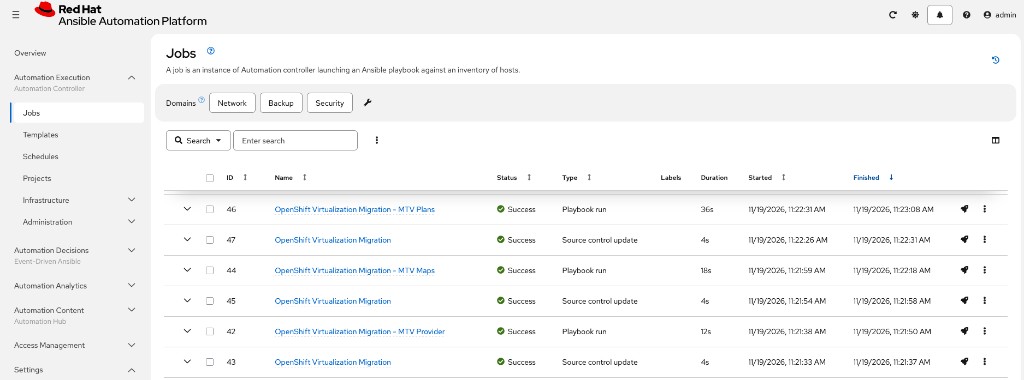 Red Hat
Ansible Automation Platform
admin
Overview
Automation Execution
Automation Controller
Jobs
Templates
Schedules
Projects
Infrastructure
Administration
Automation Decisions
Event-Driven Ansible
Automation Analytics
Automation Content
Automation Hub
Access Management
Settings
Jobs
A job is an instance of Automation controller launching an Ansible playbook against an inventory of hosts.
Domains Network Backup Security
Search Enter search
ID Name Status Type Labels Duration Started Finished
46 OpenShift Virtualization Migration - MTV Plans Success Playbook run 36s 11/19/2026, 11:22:31 AM 11/19/2026, 11:23:08 AM
47 OpenShift Virtualization Migration Success Source control update 4s 11/19/2026, 11:22:26 AM 11/19/2026, 11:22:31 AM
44 OpenShift Virtualization Migration - MTV Maps Success Playbook run 18s 11/19/2026, 11:21:59 AM 11/19/2026, 11:22:18 AM
45 OpenShift Virtualization Migration Success Source control update 4s 11/19/2026, 11:21:54 AM 11/19/2026, 11:21:58 AM
42 OpenShift Virtualization Migration - MTV Provider Success Playbook run 12s 11/19/2026, 11:21:38 AM 11/19/2026, 11:21:50 AM
43 OpenShift Virtualization Migration Success Source control update 4s 11/19/2026, 11:21:33 AM 11/19/2026, 11:21:37 AM